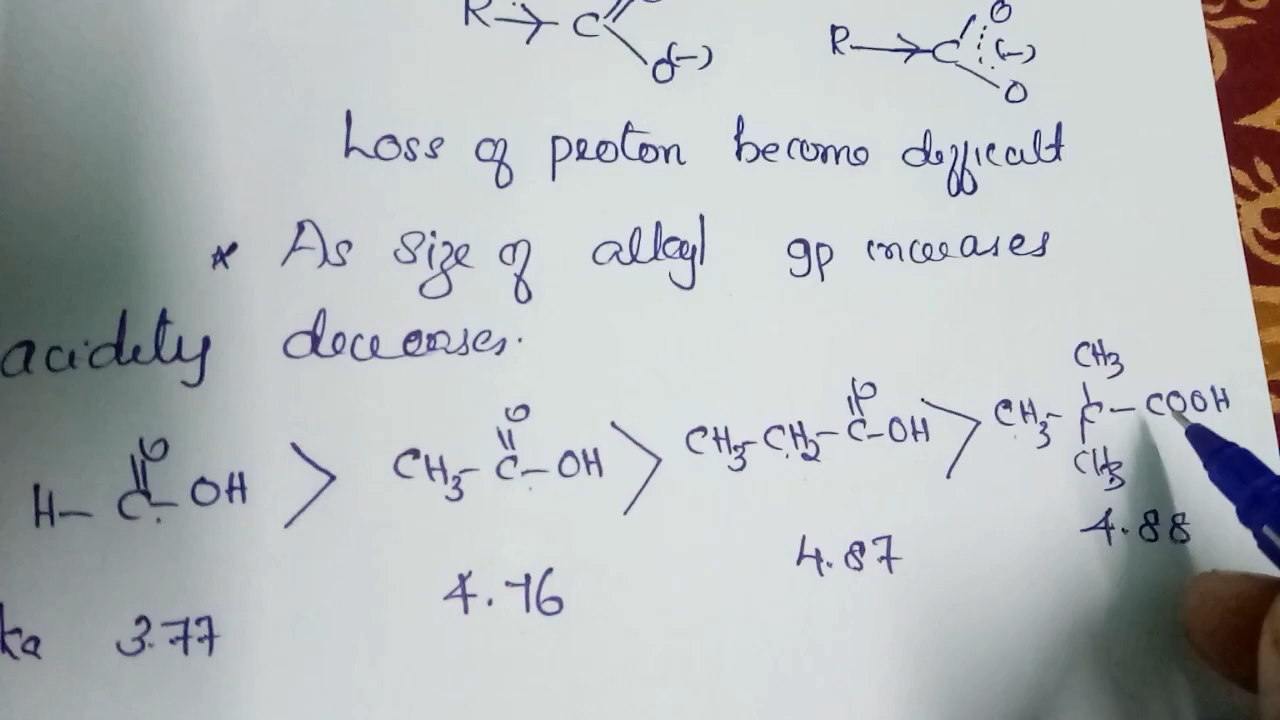 R → C O(-)
R → C O (-) O
Loss of proton become difficult
* As size of alkyl gp increases
acidity decreases.
H-C(=O)-OH > CH3-C(=O)-OH > CH3-CH2-C(=O)-OH > CH3-C(CH3)(CH3)-COOH
ka 3.77 4.76 4.87 4.88